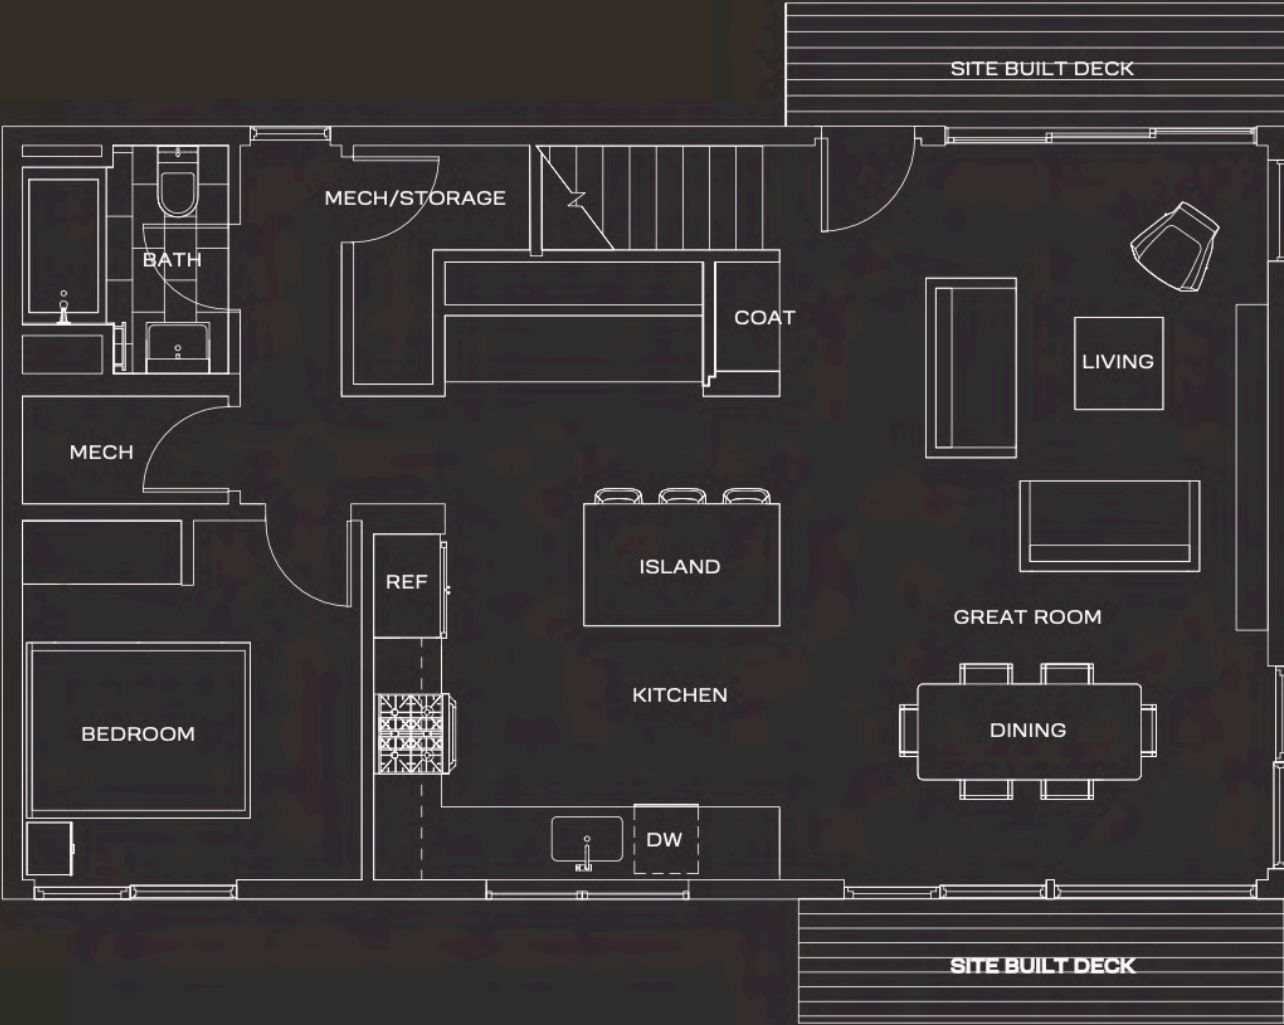 SITE BUILT DECK
MECH/STORAGE
BATH
COAT
LIVING
MECH
ISLAND
REF
GREAT ROOM
KITCHEN
DINING
BEDROOM
DW
SITE BUILT DECK